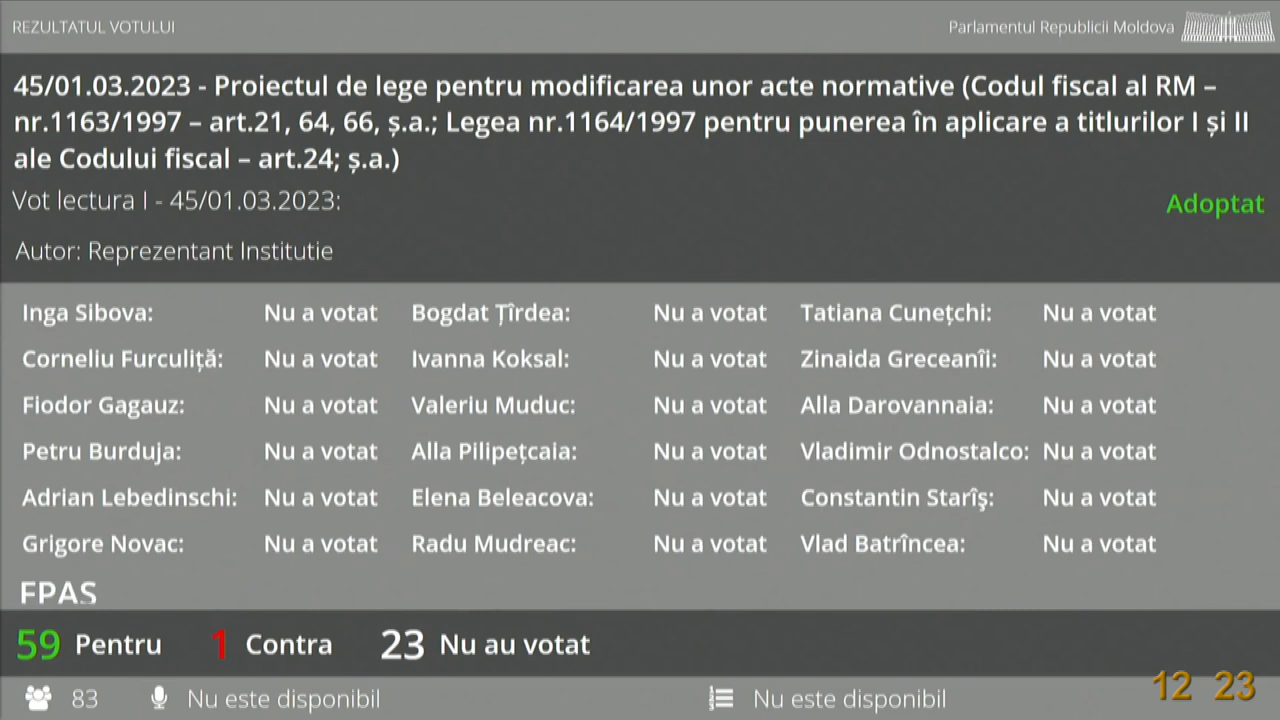 REZULTATUL VOTULUI
Parlamentul Republicii Moldova
45/01.03.2023 - Proiectul de lege pentru modificarea unor acte normative (Codul fiscal al RM –
nr.1163/1997 – art.21, 64, 66, ș.a.; Legea nr.1164/1997 pentru punerea în aplicare a titlurilor I și II
ale Codului fiscal – art.24; ș.a.)
Vot lectura I - 45/01.03.2023:
Adoptat
Autor: Reprezentant Institutie
Inga Sibova: Nu a votat Bogdat Țîrdea: Nu a votat Tatiana Cunețchi: Nu a votat
Corneliu Furculiță: Nu a votat Ivanna Koksal: Nu a votat Zinaida Greceanîi: Nu a votat
Fiodor Gagauz: Nu a votat Valeriu Muduc: Nu a votat Alla Darovannaia: Nu a votat
Petru Burduja: Nu a votat Alla Pilipețcaia: Nu a votat Vladimir Odnostalco: Nu a votat
Adrian Lebedinschi: Nu a votat Elena Beleacova: Nu a votat Constantin Starîş: Nu a votat
Grigore Novac: Nu a votat Radu Mudreac: Nu a votat Vlad Batrîncea: Nu a votat
FPAS
59 Pentru 1 Contra 23 Nu au votat
83 Nu este disponibil Nu este disponibil
12 23